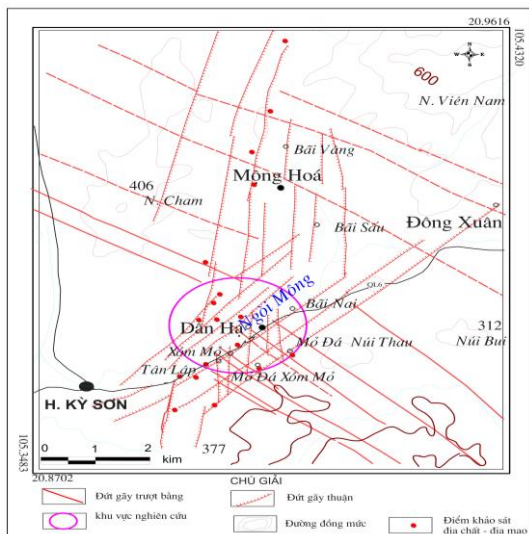 20.9616
105.4320
600
N. Viên Nam
Bãi Vang
Mông Hoá
406
N. Cham
Đông Xuân
Bãi Sấu
QL6
Ngòi Mông
Bãi Nai
Dân Hạ
312
Núi Bui
Xóm Mỏ
Mỏ Đá Núi Thau
Tân Lập
Mỏ Đá Xóm Mỏ
H. KỲ SƠN
105.3483
377
0 1 2
km
20.8702
CHÚ GIẢI
Đứt gãy trượt bằng
Đứt gãy thuận
khu vực nghiên cứu
Đường đồng mức
Điểm khảo sát
địa chất - địa mạo